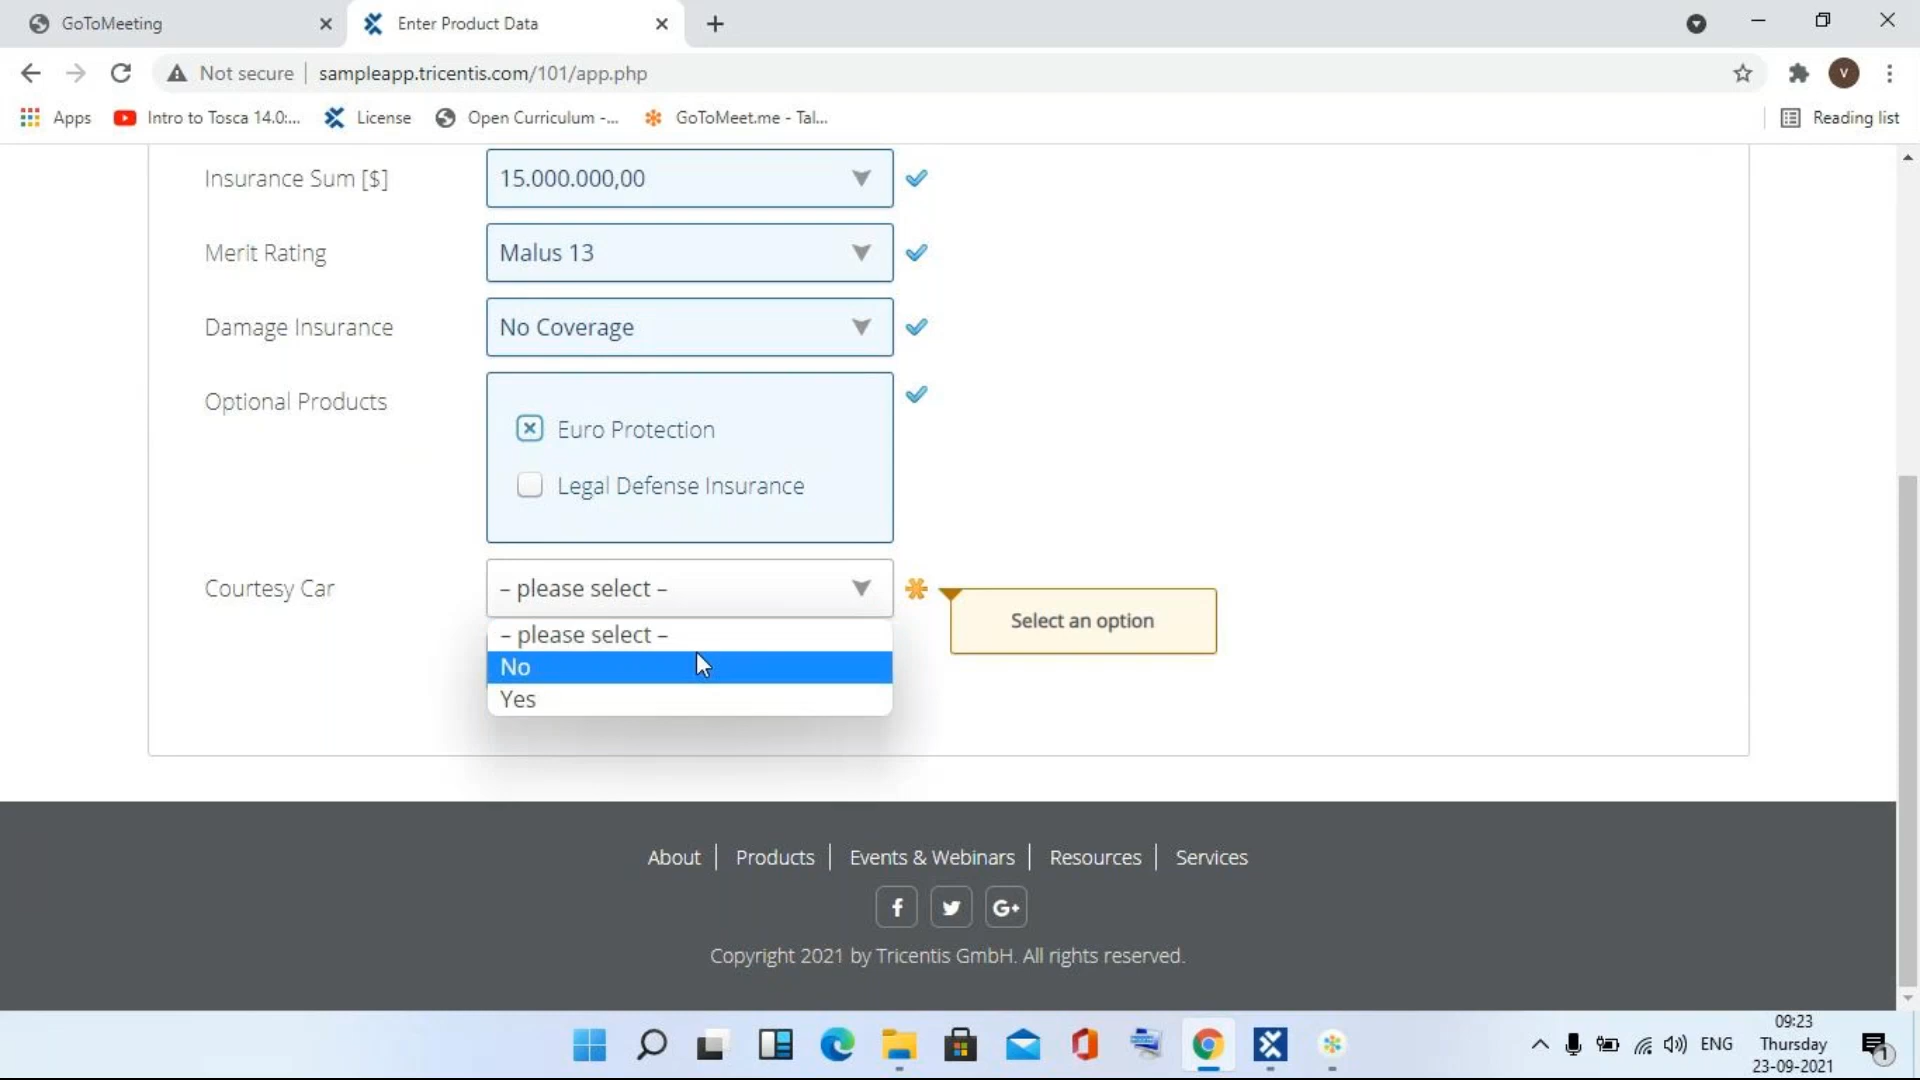 GoToMeeting
Enter Product Data
Not secure
sampleapp.tricentis.com/101/app.php
V
Apps
Intro to Tosca 14.0:...
License
Open Curriculum -...
GoToMeet.me - Tal...
Reading list
Insurance Sum [$]
15.000.000,00
Merit Rating
Malus 13
Damage Insurance
No Coverage
Optional Products
Euro Protection
Legal Defense Insurance
Courtesy Car
– please select –
Select an option
– please select –
No
Yes
About
Products
Events & Webinars
Resources
Services
f
G+
Copyright 2021 by Tricentis GmbH. All rights reserved.
ENG
09:23
Thursday
23-09-2021
1